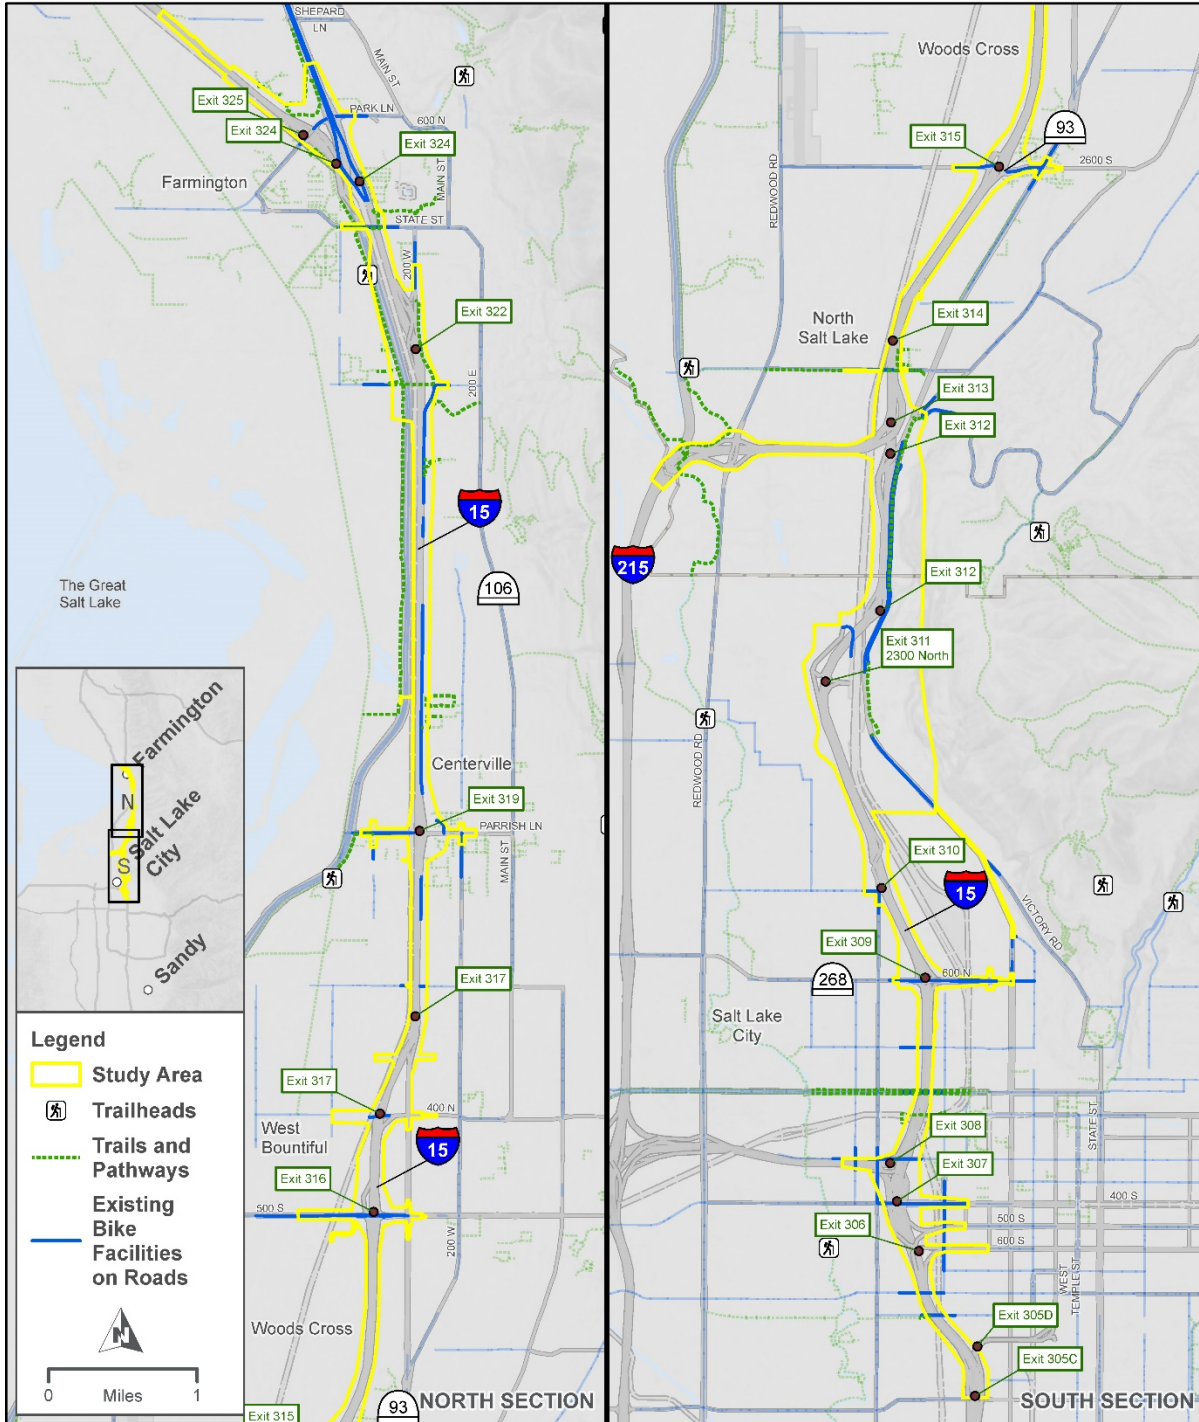 SHEPARD
LN
MAIN ST
Exit 325
PARK LN
600 N
Exit 324
Exit 324
MAIN ST
Farmington
STATE ST
200 W
Exit 322
200 E
15
106
The Great
Salt Lake
Centerville
Exit 319
PARRISH LN
MAIN ST
Exit 317
Exit 317
400 N
West
Bountiful
15
Exit 316
500 S
200 W
Woods Cross
Exit 315
93
NORTH SECTION
Farmington
N
Salt Lake
City
S
Sandy
Legend
Study Area
Trailheads
Trails and
Pathways
Existing
Bike
Facilities
on Roads
N
0 Miles 1
Woods Cross
93
Exit 315
2600 S
REDWOOD RD
North
Salt Lake
Exit 314
Exit 313
Exit 312
215
Exit 312
Exit 311
2300 North
REDWOOD RD
Exit 310
15
VICTORY RD
Exit 309
600 N
268
Salt Lake
City
STATE ST
Exit 308
Exit 307
400 S
500 S
Exit 306
600 S
WEST
TEMPLE ST
Exit 305D
Exit 305C
SOUTH SECTION